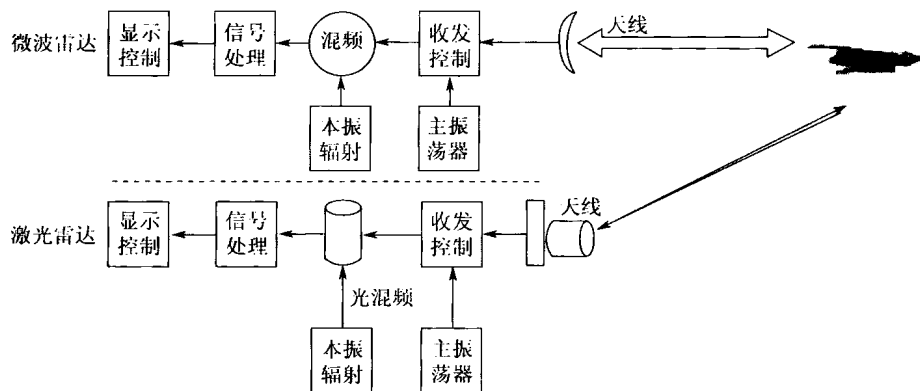 微波雷达
显示
控制
信号
处理
混频
收发
控制
天线
本振
辐射
主振
荡器
激光雷达
显示
控制
信号
处理
光混频
收发
控制
天线
本振
辐射
主振
荡器